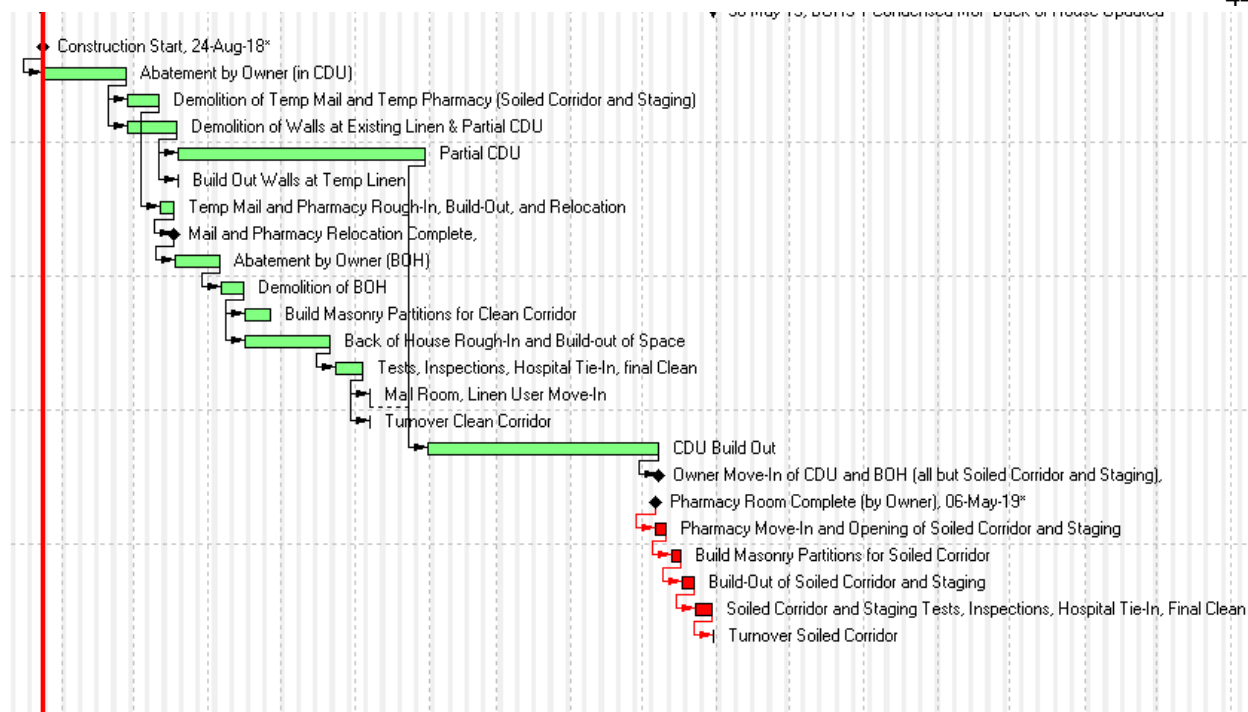 Construction Start, 24-Aug-18*
Abatement by Owner (in CDU)
Demolition of Temp Mail and Temp Pharmacy (Soiled Corridor and Staging)
Demolition of Walls at Existing Linen & Partial CDU
Partial CDU
Build Out Walls at Temp Linen
Temp Mail and Pharmacy Rough-In, Build-Out, and Relocation
Mail and Pharmacy Relocation Complete,
Abatement by Owner (BOH)
Demolition of BOH
Build Masonry Partitions for Clean Corridor
Back of House Rough-In and Build-out of Space
Tests, Inspections, Hospital Tie-In, final Clean
Mail Room, Linen User Move-In
Turnover Clean Corridor
CDU Build Out
Owner Move-In of CDU and BOH (all but Soiled Corridor and Staging),
Pharmacy Room Complete (by Owner), 06-May-19*
Pharmacy Move-In and Opening of Soiled Corridor and Staging
Build Masonry Partitions for Soiled Corridor
Build-Out of Soiled Corridor and Staging
Soiled Corridor and Staging Tests, Inspections, Hospital Tie-In, Final Clean
Turnover Soiled Corridor